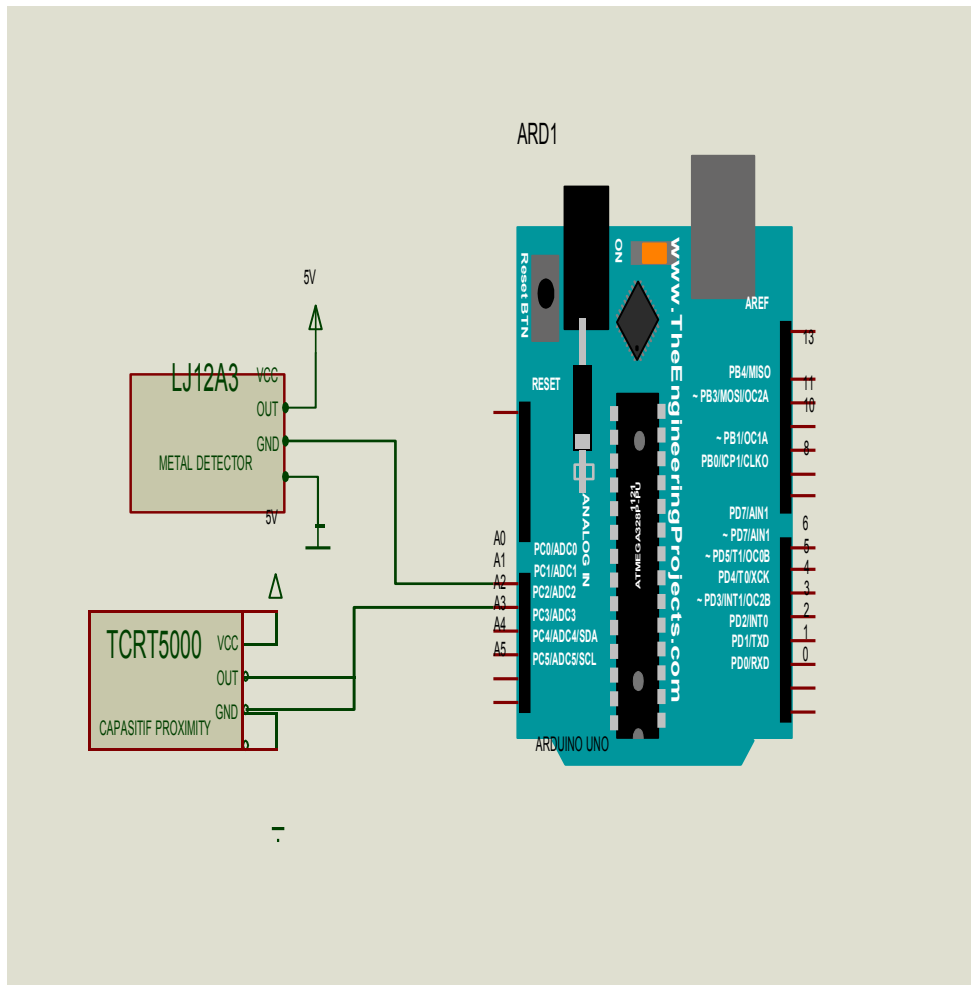 ARD1
5V
LJ12A3
VCC
OUT
GND
METAL DETECTOR
5V
TCRT5000
VCC
OUT
GND
CAPASITIF PROXIMITY
Reset BTN
ON
www.TheEngineeringProjects.com
RESET
ANALOG IN
1121
ATMEGA328P-PU
A0
A1
A2
A3
A4
A5
PC0/ADC0
PC1/ADC1
PC2/ADC2
PC3/ADC3
PC4/ADC4/SDA
PC5/ADC5/SCL
AREF
PB4/MISO
~ PB3/MOSI/OC2A
~ PB1/OC1A
PB0/ICP1/CLKO
PD7/AIN1
~ PD7/AIN1
~ PD5/T1/OC0B
PD4/T0/XCK
~ PD3/INT1/OC2B
PD2/INT0
PD1/TXD
PD0/RXD
13
11
10
8
6
5
4
3
2
1
0
ARDUINO UNO